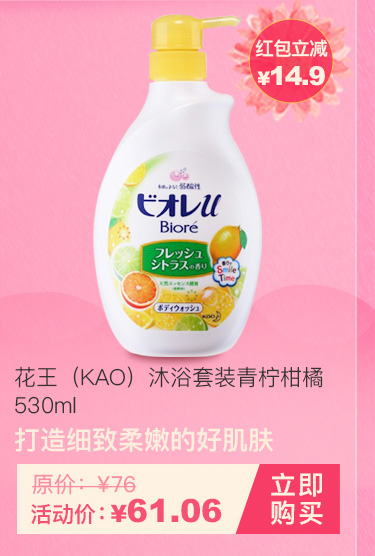 红包立减
¥14.9
ビオレu
Bioré
フレッシュ
シトラスの香り
Smile
Time
ボディウォッシュ
KAO
花王（KAO）沐浴套装青柠柑橘
530ml
打造细致柔嫩的好肌肤
原价：¥76
活动价：¥61.06
立即
购买